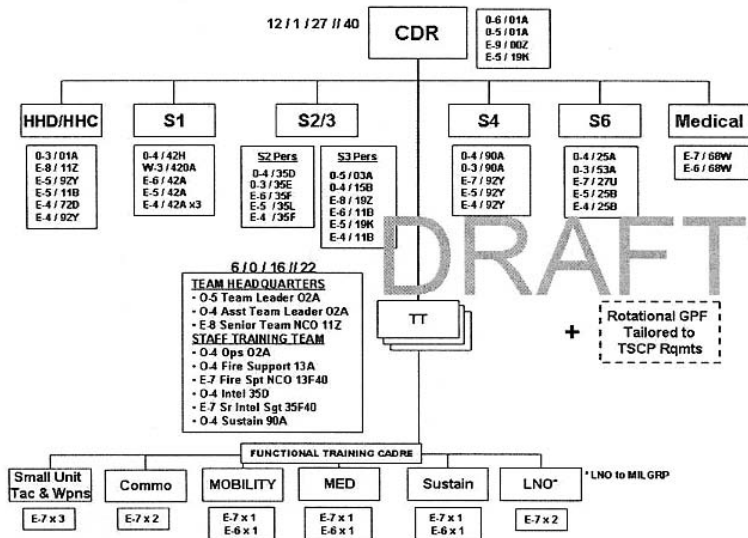 12 / 1 / 27 // 40
CDR
0-6 / 01A
0-5 / 01A
E-9 / 00Z
E-5 / 19K
HHD/HHC
S1
S2/3
S4
S6
Medical
0-3 / 01A
E-8 / 11Z
E-5 / 92Y
E-5 / 11B
E-4 / 72D
E-4 / 92Y
0-4 / 42H
W-3 / 420A
E-6 / 42A
E-5 / 42A
E-4 / 42A x3
S2 Pers
0-4 / 35D
0-3 / 35E
E-6 / 35F
E-5 / 35L
E-4 / 35F
S3 Pers
0-5 / 03A
0-4 / 15B
E-8 / 19Z
E-6 / 11B
E-5 / 19K
E-4 / 11B
0-4 / 90A
0-3 / 90A
E-7 / 92Y
E-5 / 92Y
E-4 / 92Y
0-4 / 25A
0-3 / 53A
E-7 / 27U
E-5 / 25B
E-4 / 25B
E-7 / 68W
E-6 / 68W
DRAFT
6 / 0 / 16 // 22
TEAM HEADQUARTERS
- O-5 Team Leader O2A
- O-4 Asst Team Leader O2A
- E-8 Senior Team NCO 11Z
STAFF TRAINING TEAM
- O-4 Ops O2A
- O-4 Fire Support 13A
- E-7 Fire Spt NCO 13F40
- O-4 Intel 35D
- E-7 Sr Intel Sgt 35F40
- O-4 Sustain 90A
TT
+
Rotational GPF
Tailored to
TSCP Rqmts
FUNCTIONAL TRAINING CADRE
Small Unit
Tac & Wpns
Commo
MOBILITY
MED
Sustain
LNO*
* LNO to MILGRP
E-7 x 3
E-7 x 2
E-7 x 1
E-6 x 1
E-7 x 1
E-6 x 1
E-7 x 1
E-6 x 1
E-7 x 2